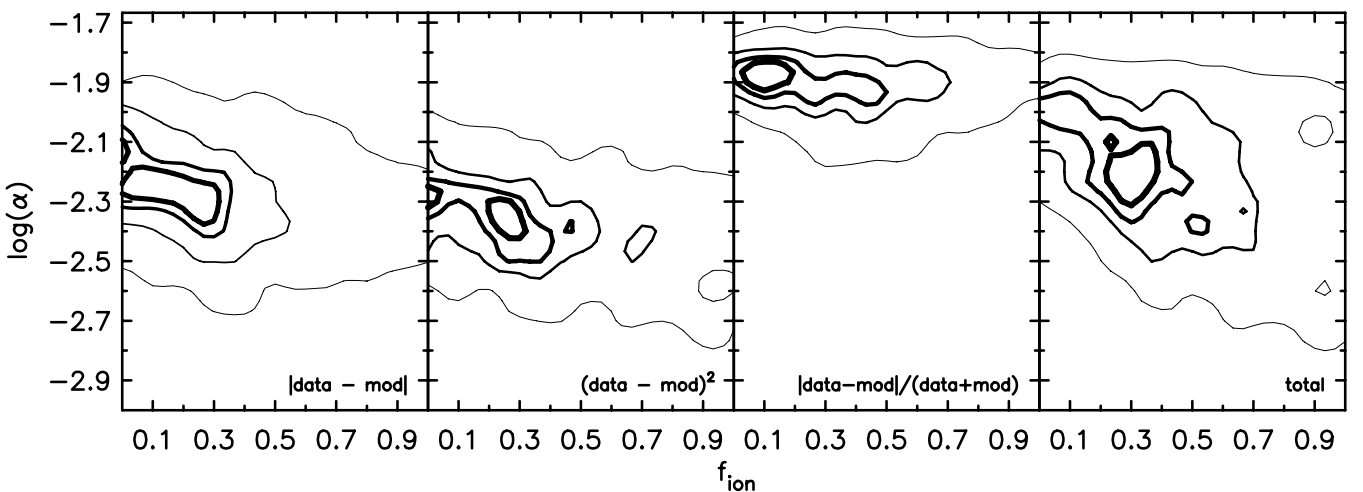 −1.7
−1.9
−2.1
−2.3
−2.5
−2.7
−2.9
log(α)
|data − mod|
(data − mod)²
|data−mod|/(data+mod)
total
0.1 0.3 0.5 0.7 0.9 0.1 0.3 0.5 0.7 0.9 0.1 0.3 0.5 0.7 0.9 0.1 0.3 0.5 0.7 0.9
f_ion